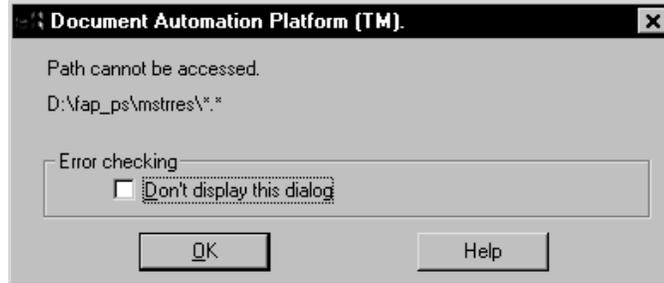 Document Automation Platform (TM).
Path cannot be accessed.
D:\fap_ps\mstrres\*.*
Error checking
Don't display this dialog
OK Help